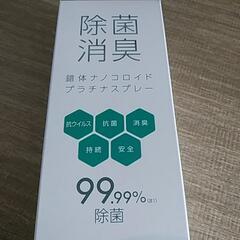 除菌
消臭
錯体ナノコロイド
プラチナスプレー
抗ウイルス
抗菌
消臭
持続
安全
99.99%(※1)
除菌